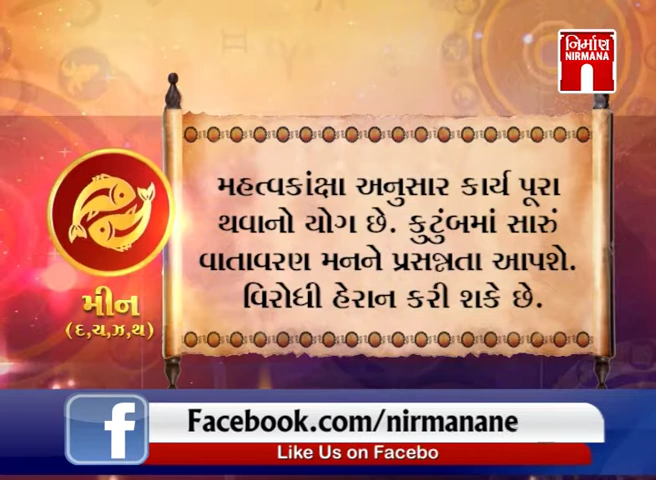 નિર્માણ
NIRMANA
મહત્વકાંક્ષા અનુસાર કાર્ય પૂરા
થવાનો યોગ છે. કુટુંબમાં સારું
વાતાવરણ મનને પ્રસન્નતા આપશે.
વિરોધી હેરાન કરી શકે છે.
મીન
(દ,ચ,ઝ,થ)
f
Facebook.com/nirmanane
Like Us on Facebo